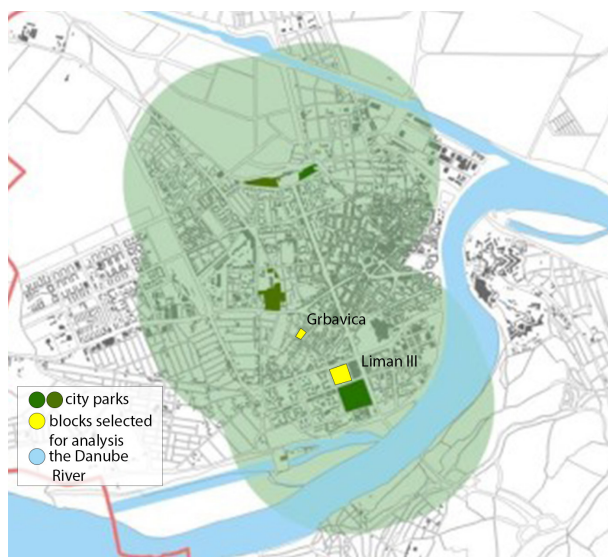 Grbavica
Liman III
city parks
blocks selected
for analysis
the Danube
River